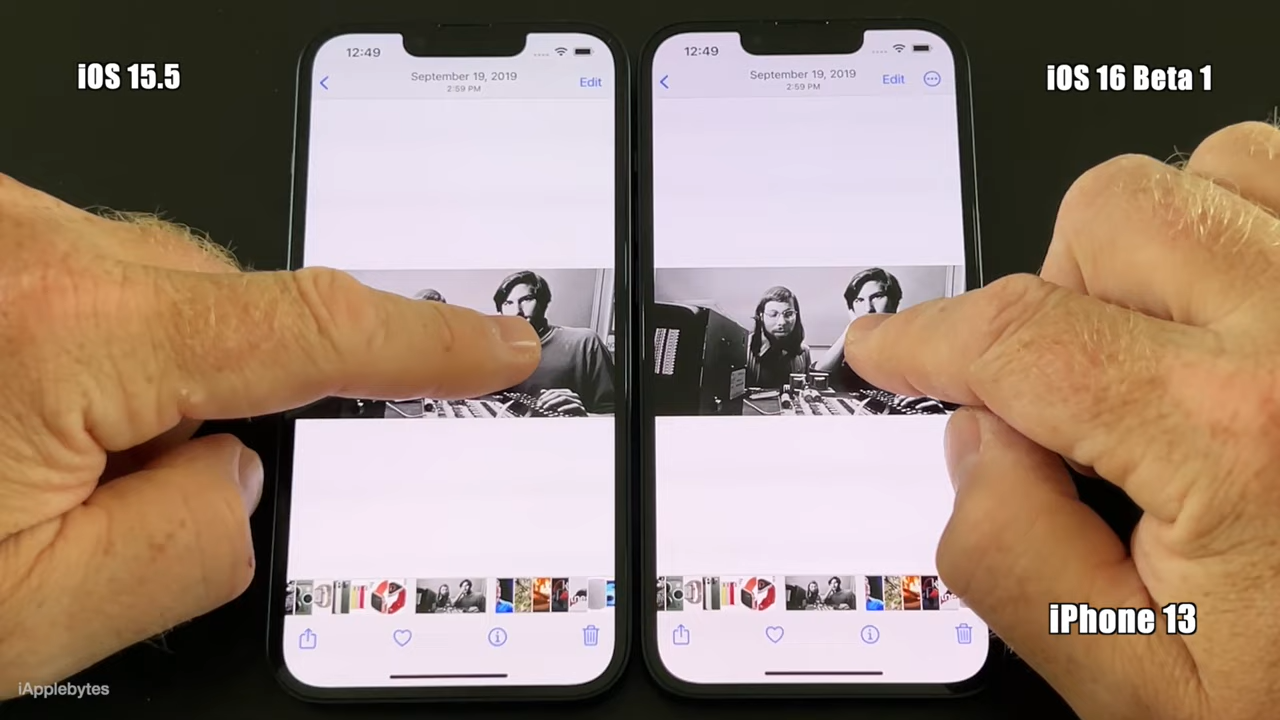 iOS 15.5
iOS 16 Beta 1
12:49
September 19, 2019
2:59 PM
Edit
12:49
September 19, 2019
2:59 PM
Edit
iPhone 13
iApplebytes